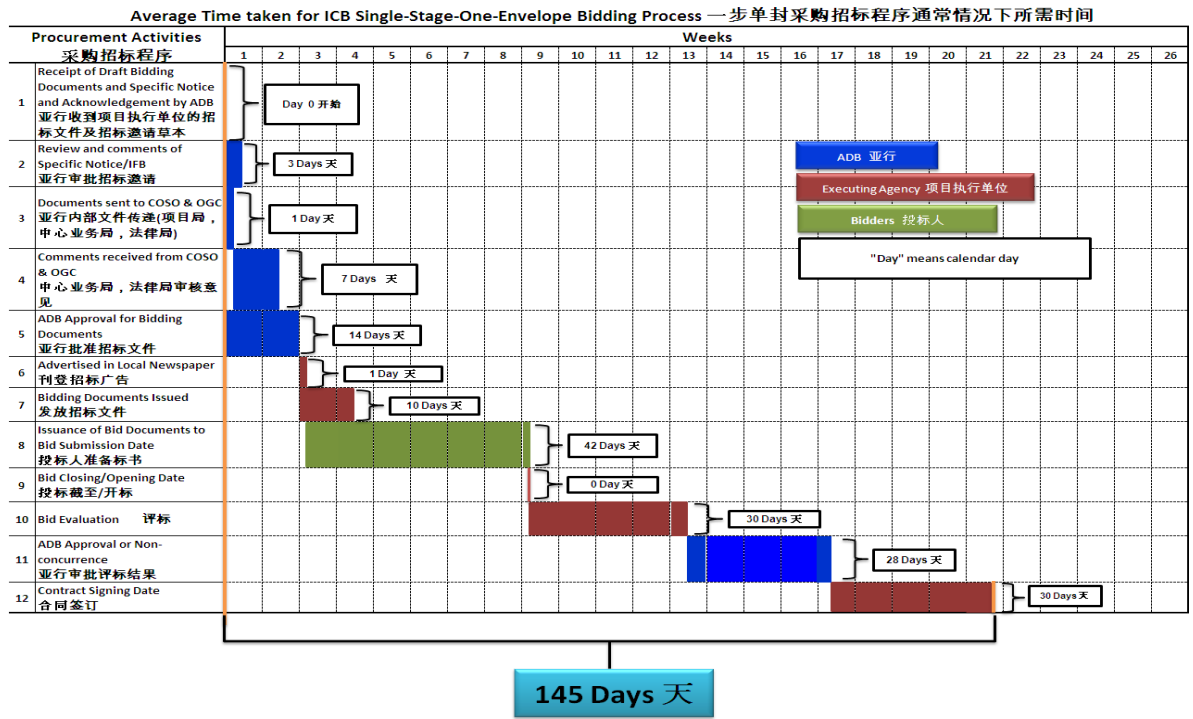 Average Time taken for ICB Single-Stage-One-Envelope Bidding Process 一步单封采购招标程序通常情况下所需时间
Procurement Activities
采购招标程序
Weeks
1 2 3 4 5 6 7 8 9 10 11 12 13 14 15 16 17 18 19 20 21 22 23 24 25 26
1
Receipt of Draft Bidding
Documents and Specific Notice
and Acknowledgement by ADB
亚行收到项目执行单位的招
标文件及招标邀请草本
Day 0 开始
2
Review and comments of
Specific Notice/IFB
亚行审批招标邀请
3 Days 天
ADB 亚行
Executing Agency 项目执行单位
Bidders 投标人
"Day" means calendar day
3
Documents sent to COSO & OGC
亚行内部文件传递(项目局，
中心业务局，法律局)
1 Day 天
4
Comments received from COSO
& OGC
中心业务局，法律局审核意
见
7 Days 天
5
ADB Approval for Bidding
Documents
亚行批准招标文件
14 Days 天
6
Advertised in Local Newspaper
刊登招标广告
1 Day 天
7
Bidding Documents Issued
发放招标文件
10 Days 天
8
Issuance of Bid Documents to
Bid Submission Date
投标人准备标书
42 Days 天
9
Bid Closing/Opening Date
投标截至/开标
0 Day 天
10
Bid Evaluation 评标
30 Days 天
11
ADB Approval or Non-
concurrence
亚行审批评标结果
28 Days 天
12
Contract Signing Date
合同签订
30 Days 天
145 Days 天